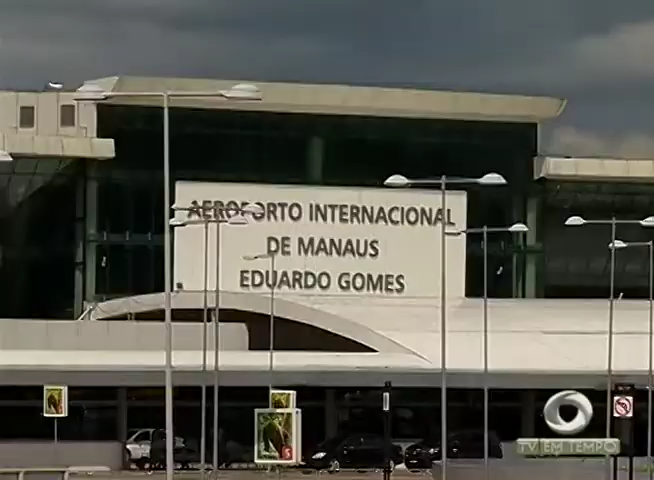 AEROPORTO INTERNACIONAL
DE MANAUS
EDUARDO GOMES
TV EM TEMPO